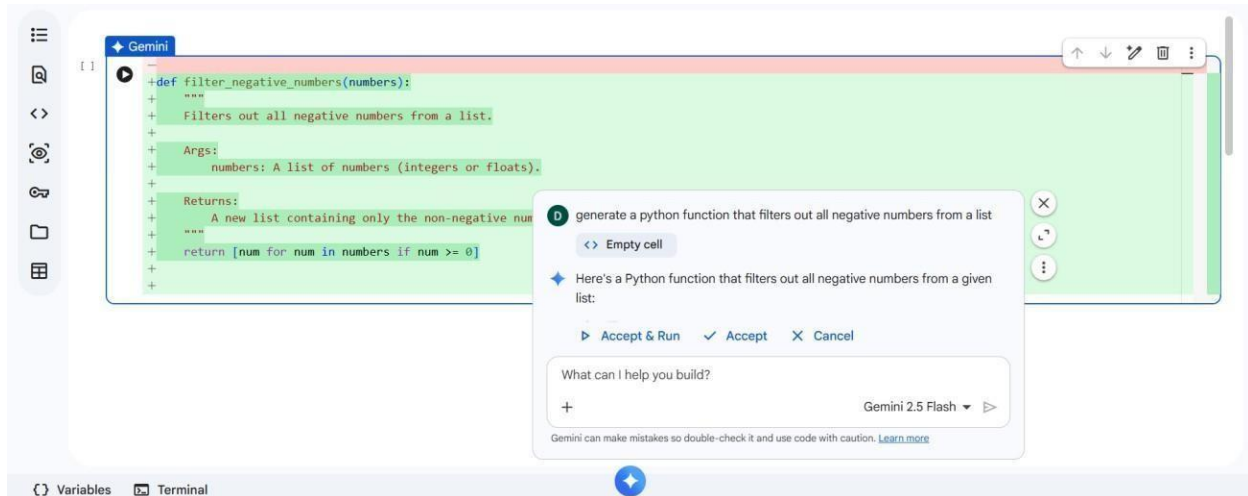 Gemini
[ ]
-
+def filter_negative_numbers(numbers):
+    """
+    Filters out all negative numbers from a list.
+
+    Args:
+        numbers: A list of numbers (integers or floats).
+
+    Returns:
+        A new list containing only the non-negative num
+    """
+    return [num for num in numbers if num >= 0]
+
+
D generate a python function that filters out all negative numbers from a list
<> Empty cell
Here's a Python function that filters out all negative numbers from a given
list:
Accept & Run Accept Cancel
What can I help you build?
+ Gemini 2.5 Flash
Gemini can make mistakes so double-check it and use code with caution. Learn more
{} Variables Terminal